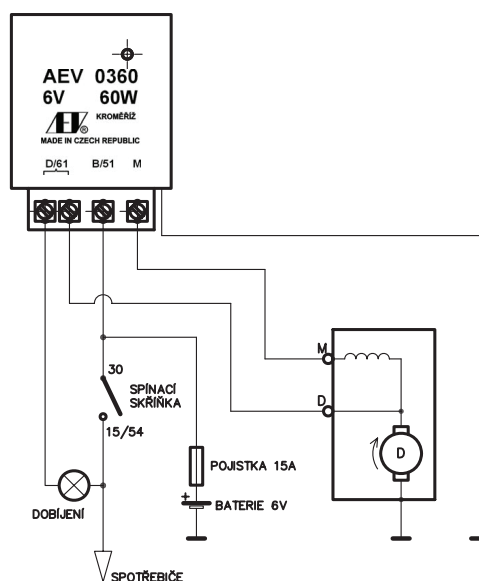 AEV 0360
6V 60W
AEV® KROMĚŘÍŽ
MADE IN CZECH REPUBLIC
D/61 B/51 M
M
30
SPÍNACÍ
SKŘÍŇKA
D
15/54
D
POJISTKA 15A
+
BATERIE 6V
DOBÍJENÍ
SPOTŘEBIČE